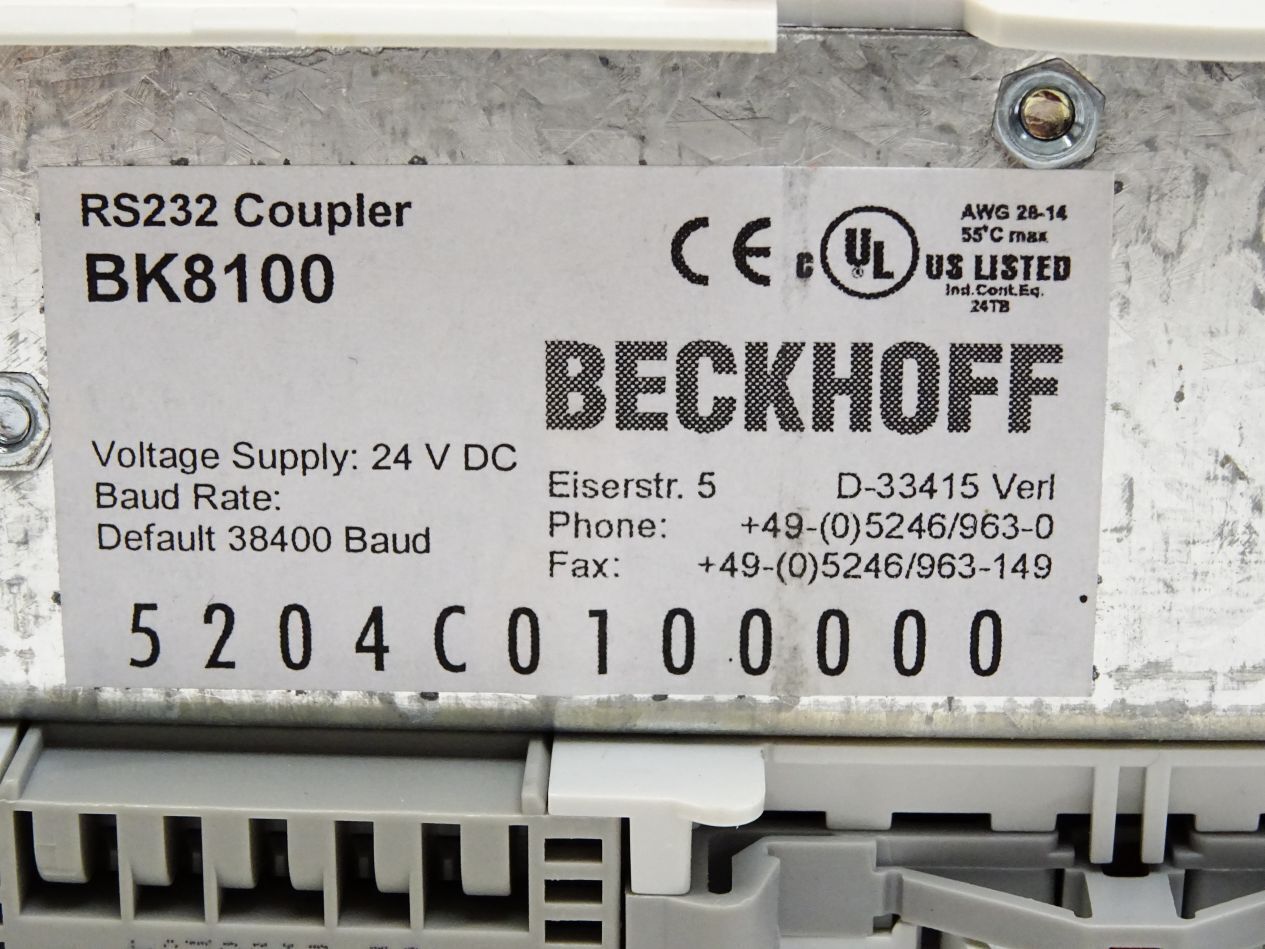 RS232 Coupler
BK8100
CE
c UL ® US LISTED
AWG 28-14
55°C max
Ind.Cont.Eq.
24TB
BECKHOFF
Voltage Supply: 24 V DC
Baud Rate:
Default 38400 Baud
Eiserstr. 5 D-33415 Verl
Phone: +49-(0)5246/963-0
Fax: +49-(0)5246/963-149
5204C0100000